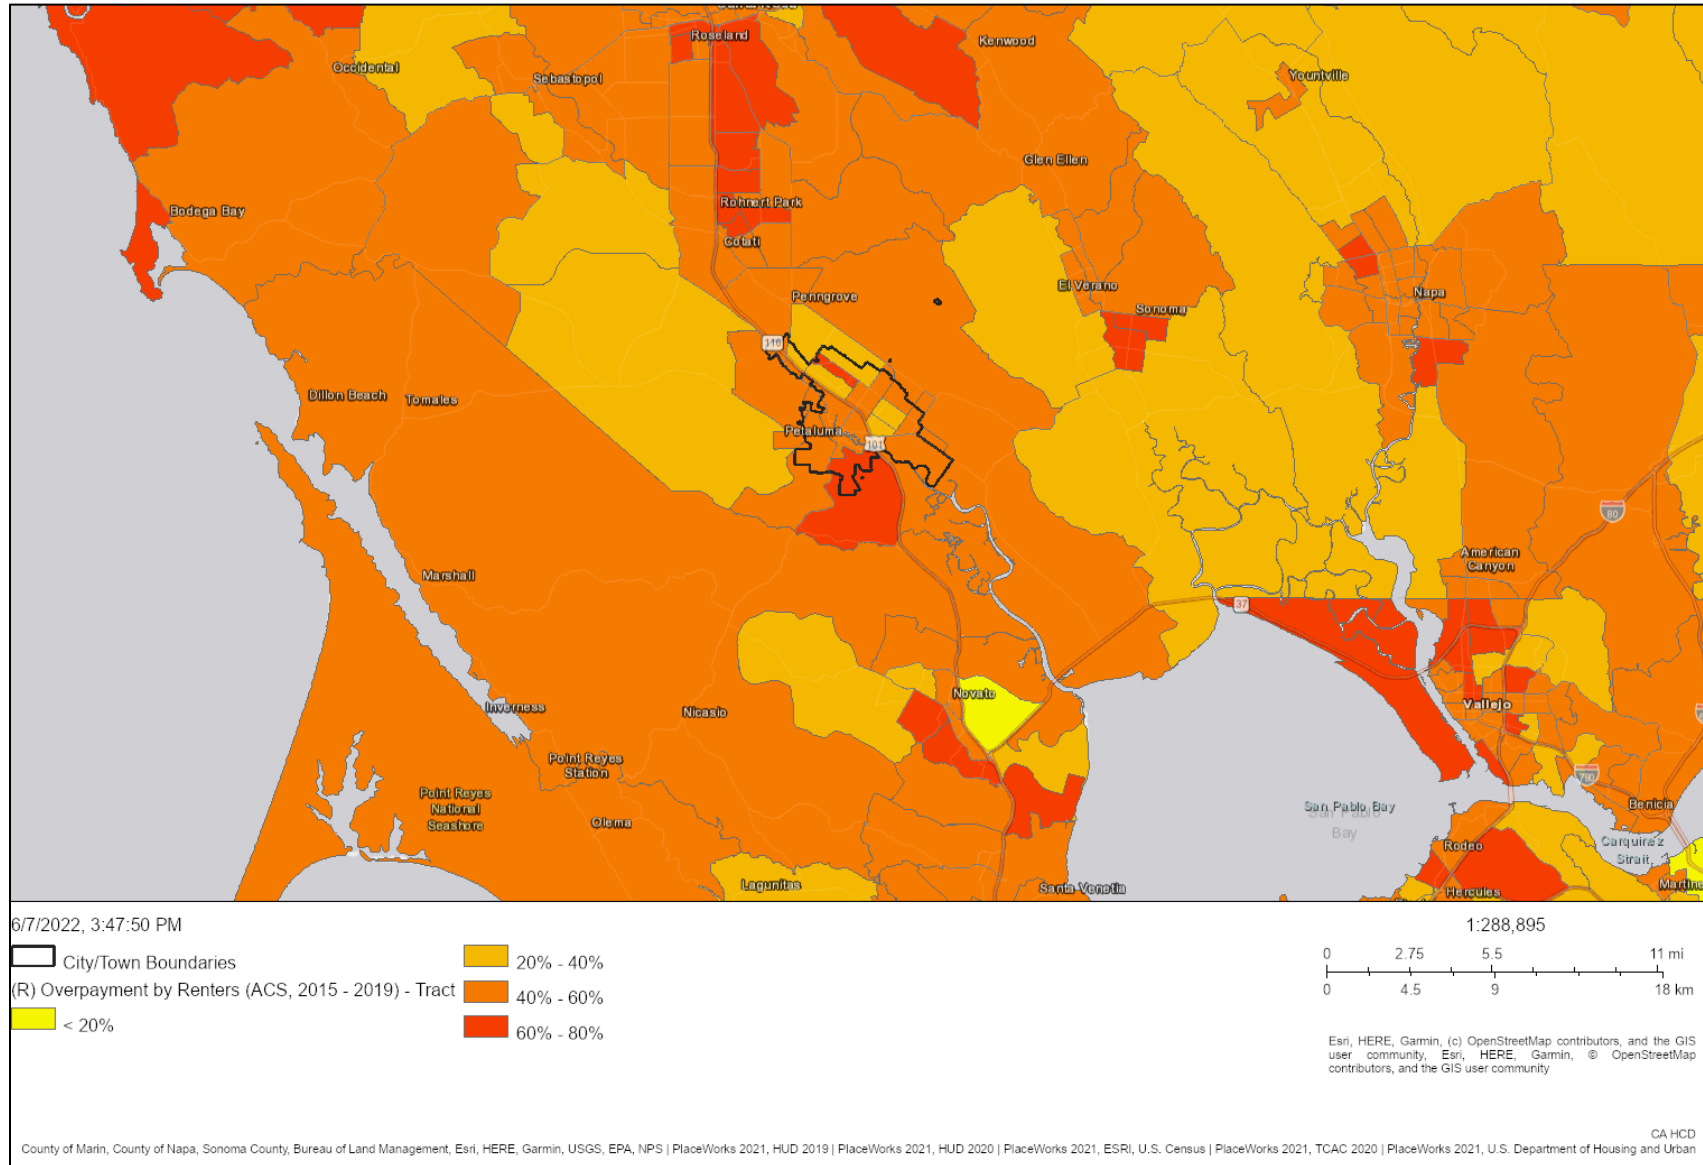 Roseland
Kenwood
Occidental
Sebastopol
Yountville
Glen Ellen
Bodega Bay
Rohnert Park
Cotati
El Verano
Penngrove
Napa
Sonoma
116
Dillon Beach
Tomales
Petaluma
101
80
American
Canyon
Marshall
37
Novato
Inverness
Nicasio
Vallejo
Point Reyes
Station
780
Point Reyes
National
Seashore
San Pablo Bay
San Pablo
Bay
Benicia
Olema
Carquinez
Strait
Rodeo
Lagunitas
Santa Venetia
Hercules
Martine
6/7/2022, 3:47:50 PM
City/Town Boundaries
(R) Overpayment by Renters (ACS, 2015 - 2019) - Tract
< 20%
20% - 40%
40% - 60%
60% - 80%
1:288,895
0 2.75 5.5 11 mi
0 4.5 9 18 km
Esri, HERE, Garmin, (c) OpenStreetMap contributors, and the GIS
user community, Esri, HERE, Garmin, © OpenStreetMap
contributors, and the GIS user community
CA HCD
County of Marin, County of Napa, Sonoma County, Bureau of Land Management, Esri, HERE, Garmin, USGS, EPA, NPS | PlaceWorks 2021, HUD 2019 | PlaceWorks 2021, HUD 2020 | PlaceWorks 2021, ESRI, U.S. Census | PlaceWorks 2021, TCAC 2020 | PlaceWorks 2021, U.S. Department of Housing and Urban